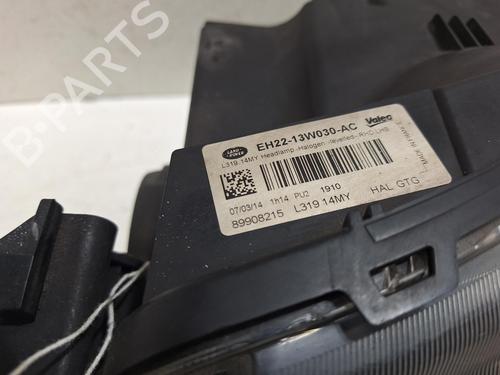 B-PARTS
LAND ROVER
EH22-13W030-AC
Valeo
L319 14MY Headlamp -Halogen -levelled- RHD LHS
07/03/14 1h14 PU2 1910
89908215 L319 14MY HAL GTG